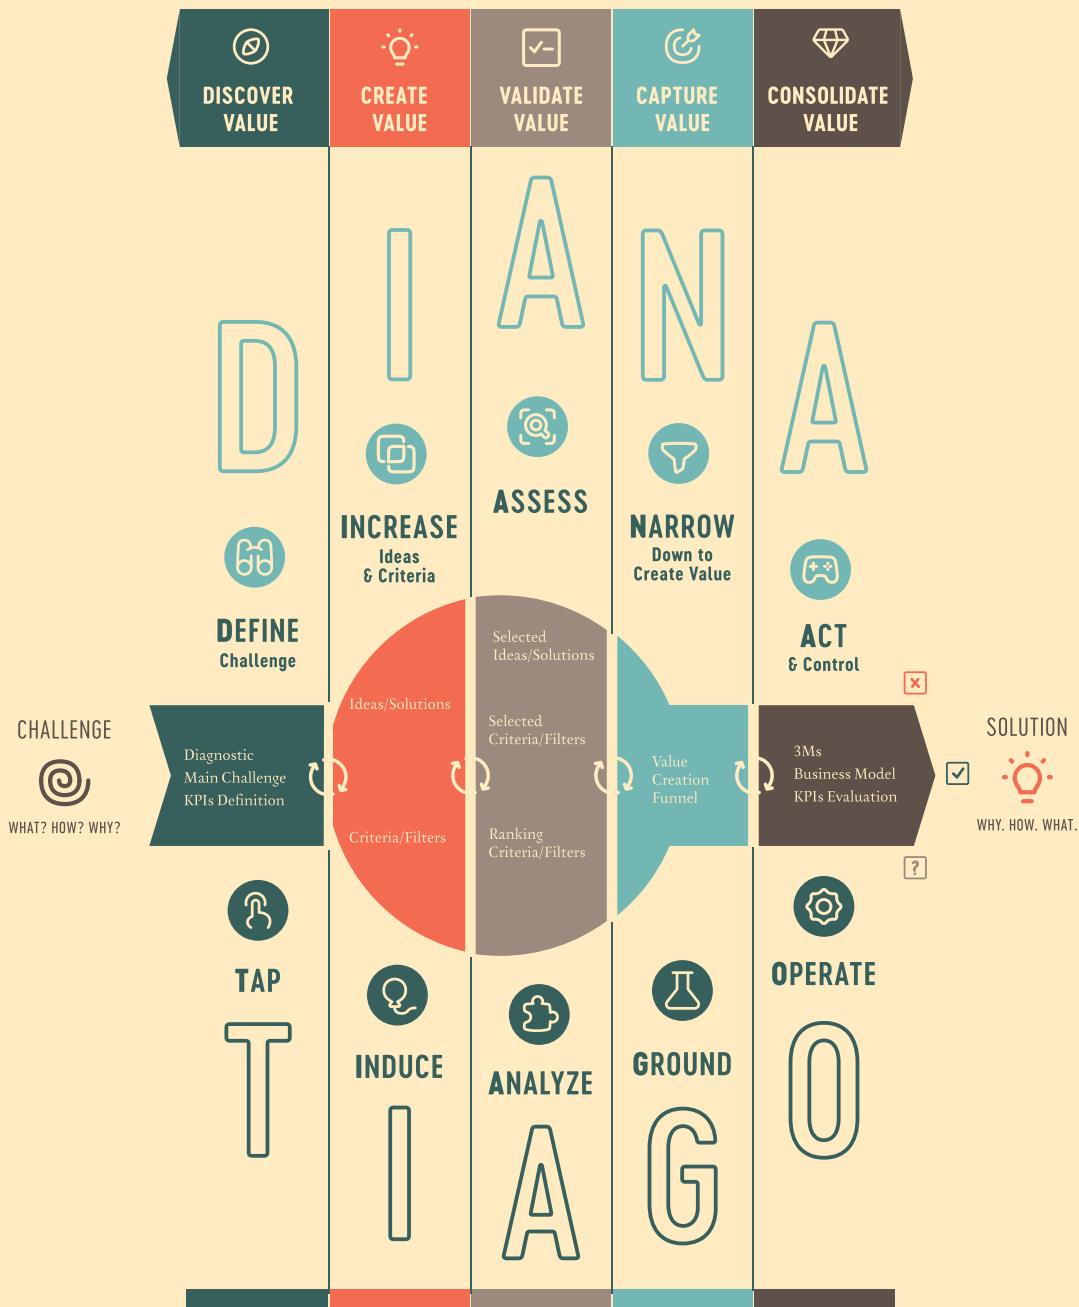 DISCOVER
VALUE
CREATE
VALUE
VALIDATE
VALUE
CAPTURE
VALUE
CONSOLIDATE
VALUE
D
I
A
N
A
DEFINE
Challenge
INCREASE
Ideas
& Criteria
ASSESS
NARROW
Down to
Create Value
ACT
& Control
CHALLENGE
WHAT? HOW? WHY?
Diagnostic
Main Challenge
KPIs Definition
Ideas/Solutions
Criteria/Filters
Selected
Ideas/Solutions
Selected
Criteria/Filters
Ranking
Criteria/Filters
Value
Creation
Funnel
3Ms
Business Model
KPIs Evaluation
?
SOLUTION
WHY. HOW. WHAT.
TAP
INDUCE
ANALYZE
GROUND
OPERATE
T
I
A
G
O